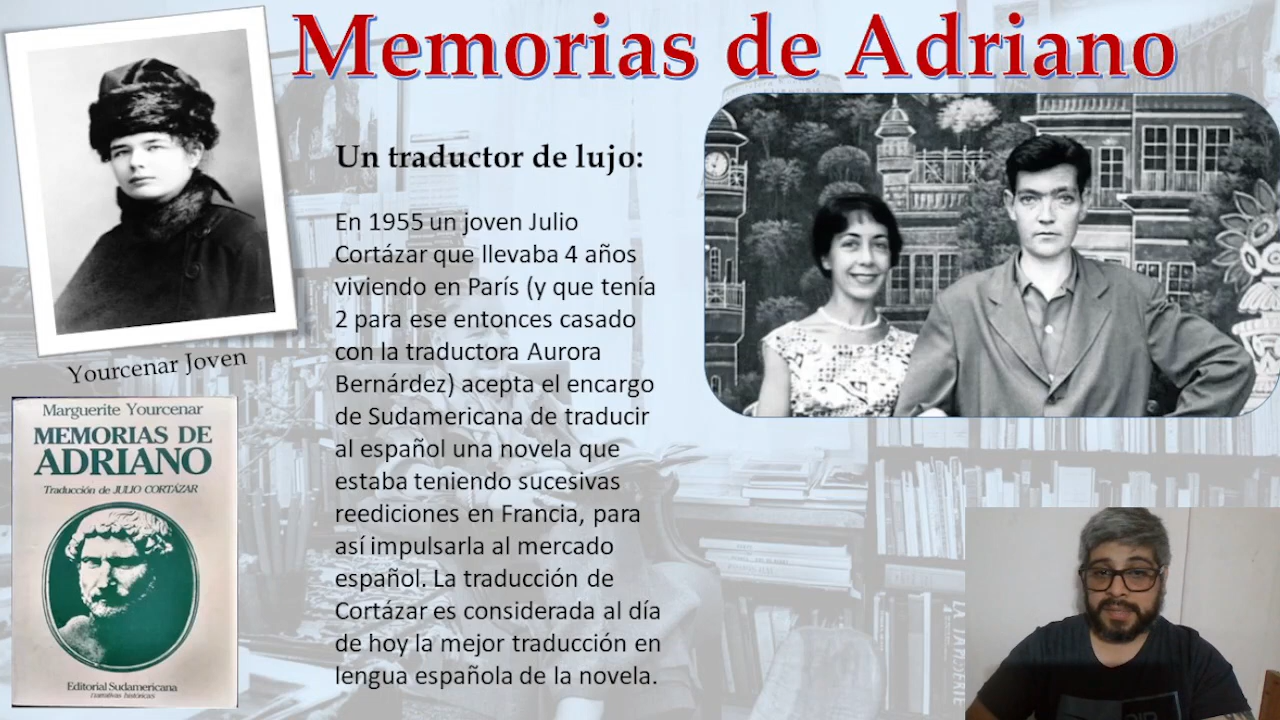 Memorias de Adriano
Un traductor de lujo:
En 1955 un joven Julio
Cortázar que llevaba 4 años
viviendo en París (y que tenía
2 para ese entonces casado
con la traductora Aurora
Bernárdez) acepta el encargo
de Sudamericana de traducir
al español una novela que
estaba teniendo sucesivas
reediciones en Francia, para
así impulsarla al mercado
español. La traducción de
Cortázar es considerada al día
de hoy la mejor traducción en
lengua española de la novela.
Yourcenar Joven
Marguerite Yourcenar
MEMORIAS DE
ADRIANO
Traducción de JULIO CORTÁZAR
Editorial Sudamericana
narrativas históricas